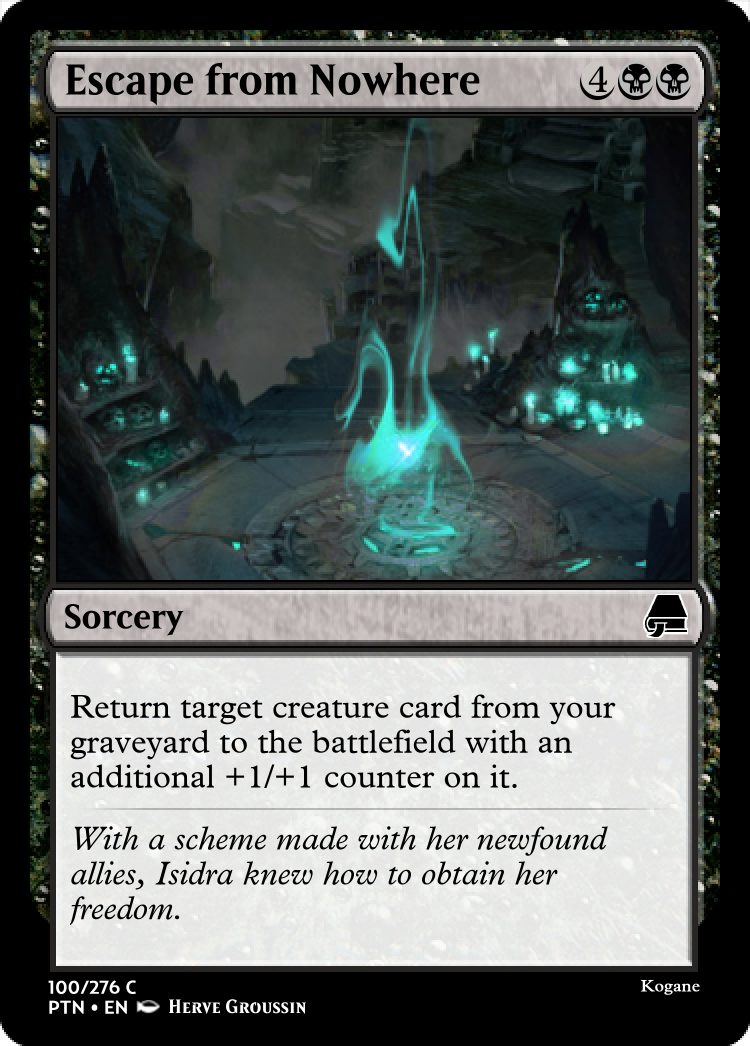 Escape from Nowhere 4
Sorcery
Return target creature card from your
graveyard to the battlefield with an
additional +1/+1 counter on it.
With a scheme made with her newfound
allies, Isidra knew how to obtain her
freedom.
100/276 C
Kogane
PTN • EN HERVE GROUSSIN